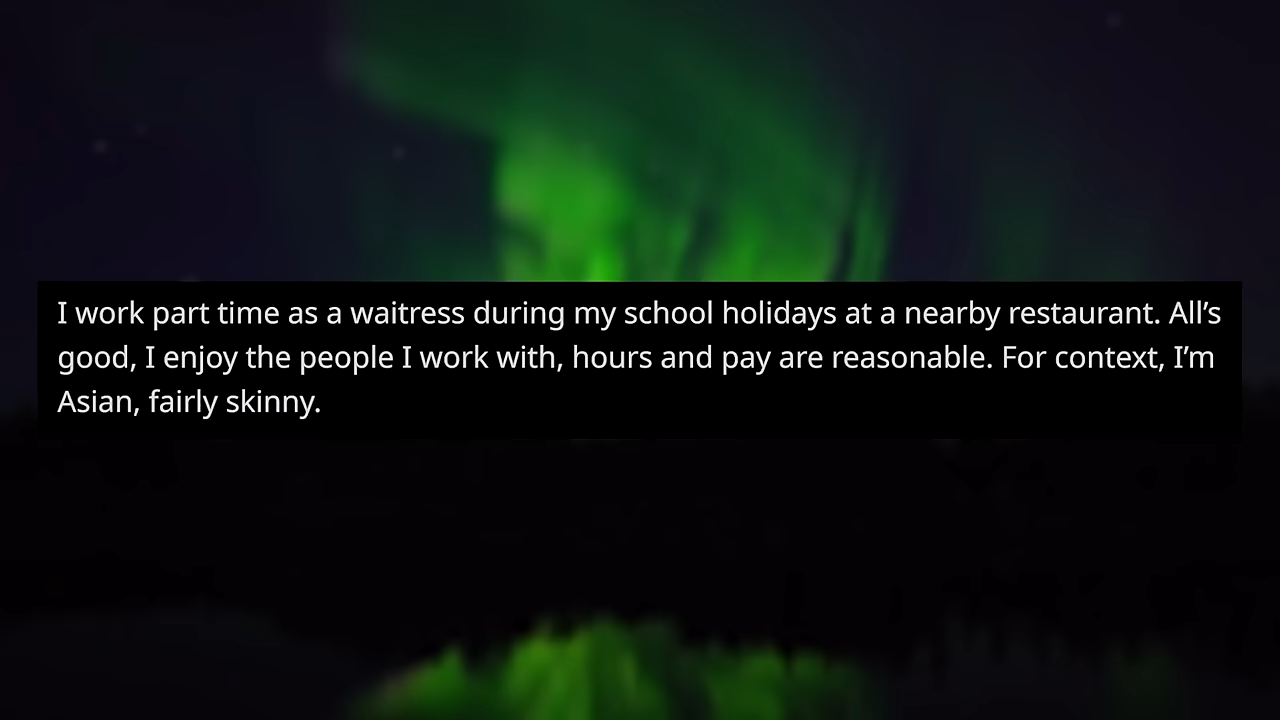 I work part time as a waitress during my school holidays at a nearby restaurant. All’s
good, I enjoy the people I work with, hours and pay are reasonable. For context, I’m
Asian, fairly skinny.